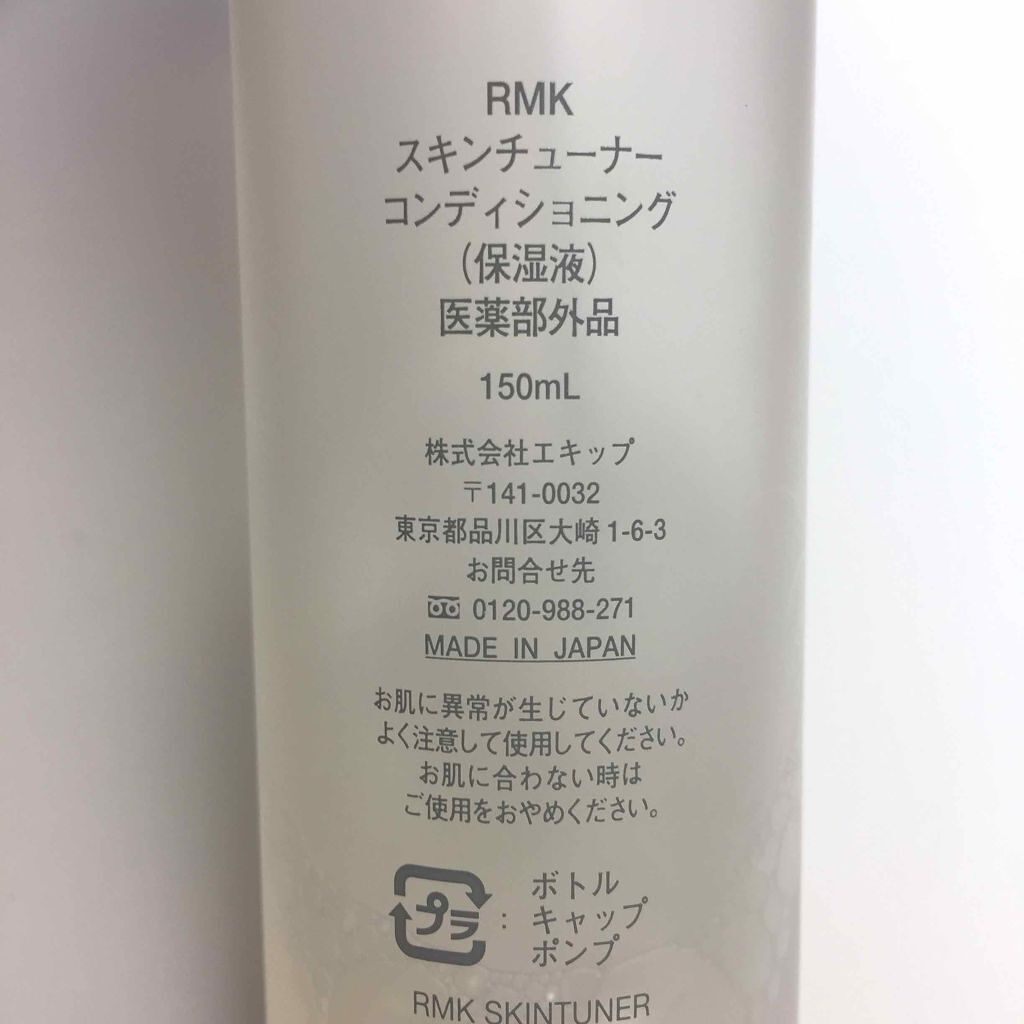 RMK
スキンチューナー
コンディショニング
(保湿液)
医薬部外品
150mL
株式会社エキップ
〒141-0032
東京都品川区大崎1-6-3
お問合せ先
0120-988-271
MADE IN JAPAN
お肌に異常が生じていないか
よく注意して使用してください。
お肌に合わない時は
ご使用をおやめください。
プラ : ボトル
キャップ
ポンプ
RMK SKINTUNER